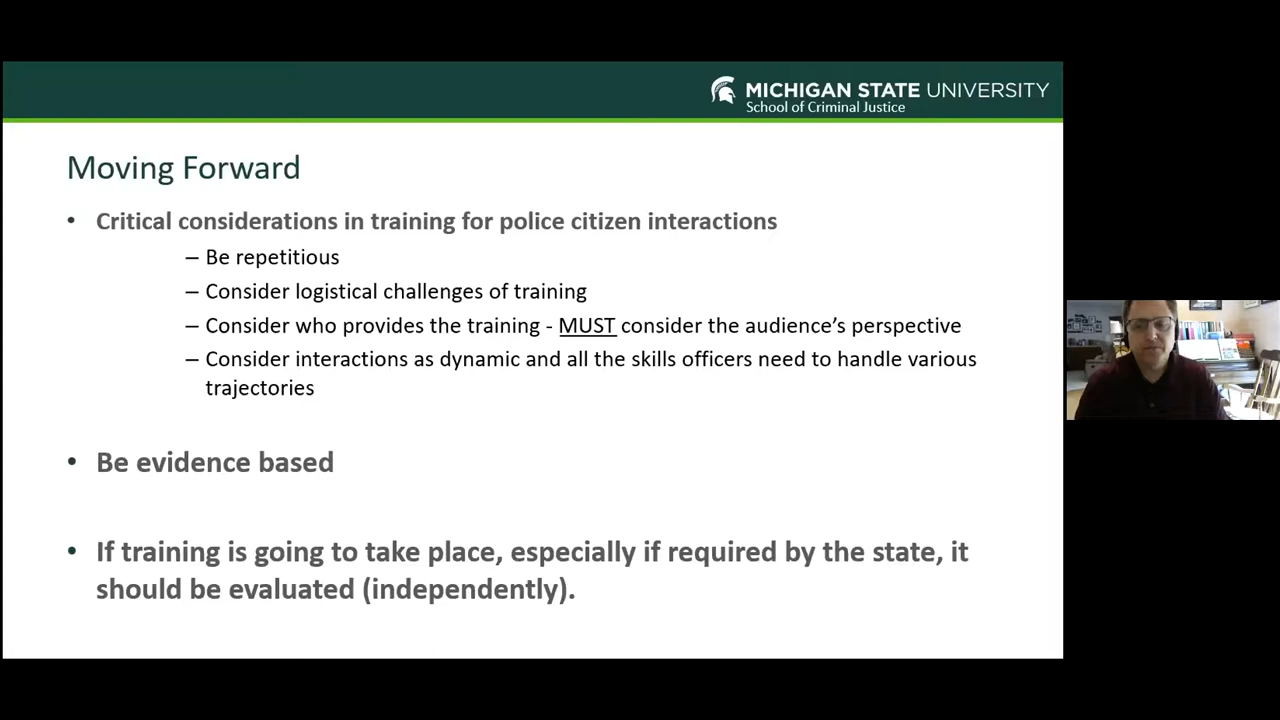 MICHIGAN STATE UNIVERSITY
School of Criminal Justice
Moving Forward
• Critical considerations in training for police citizen interactions
– Be repetitious
– Consider logistical challenges of training
– Consider who provides the training - MUST consider the audience's perspective
– Consider interactions as dynamic and all the skills officers need to handle various
trajectories
• Be evidence based
• If training is going to take place, especially if required by the state, it
should be evaluated (independently).